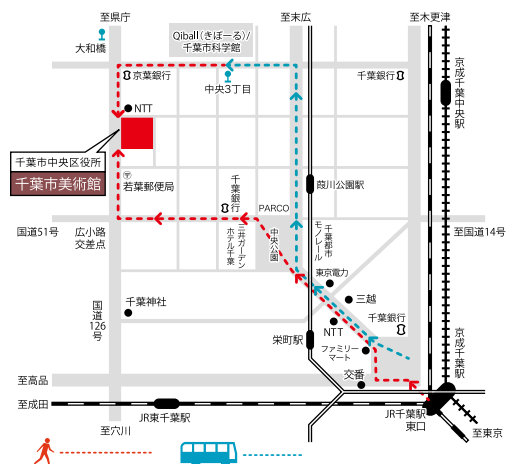 至県庁
至末広
至木更津
大和橋
Qiball（きぼーる）/
千葉市科学館
京葉銀行
中央3丁目
千葉銀行
京成千葉中央駅
NTT
千葉市中央区役所
千葉市美術館
若葉郵便局
千葉銀行
PARCO
葭川公園駅
国道51号
広小路
交差点
三井ガーデン
ホテル千葉
中央公園
千葉都市
モノレール
至国道14号
東京電力
三越
千葉神社
国道126号
千葉銀行
NTT
栄町駅
ファミリー
マート
京成千葉駅
交番
至高品
至成田
JR東千葉駅
JR千葉駅
東口
至穴川
至東京